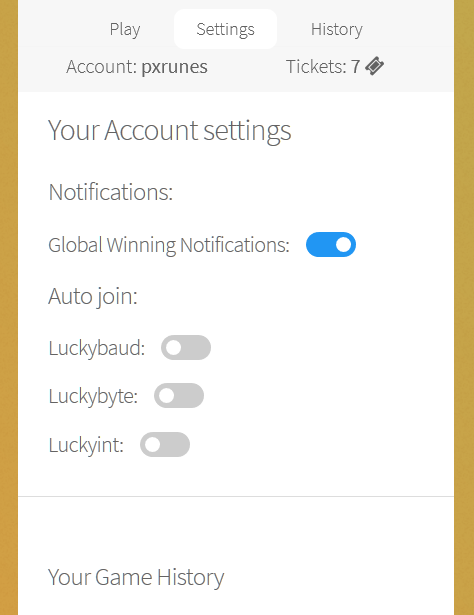 Play Settings History
Account: pxrunes Tickets: 7
Your Account settings
Notifications:
Global Winning Notifications:
Auto join:
Luckybaud:
Luckybyte:
Luckyint:
Your Game History